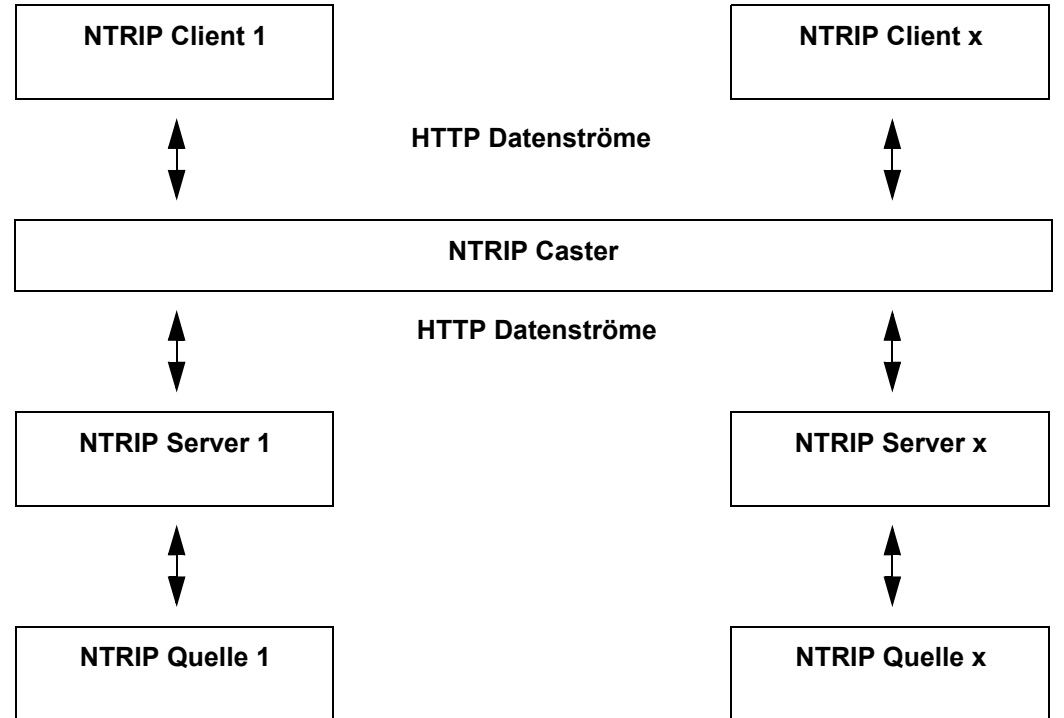 NTRIP Client 1
NTRIP Client x
HTTP Datenströme
NTRIP Caster
HTTP Datenströme
NTRIP Server 1
NTRIP Server x
NTRIP Quelle 1
NTRIP Quelle x